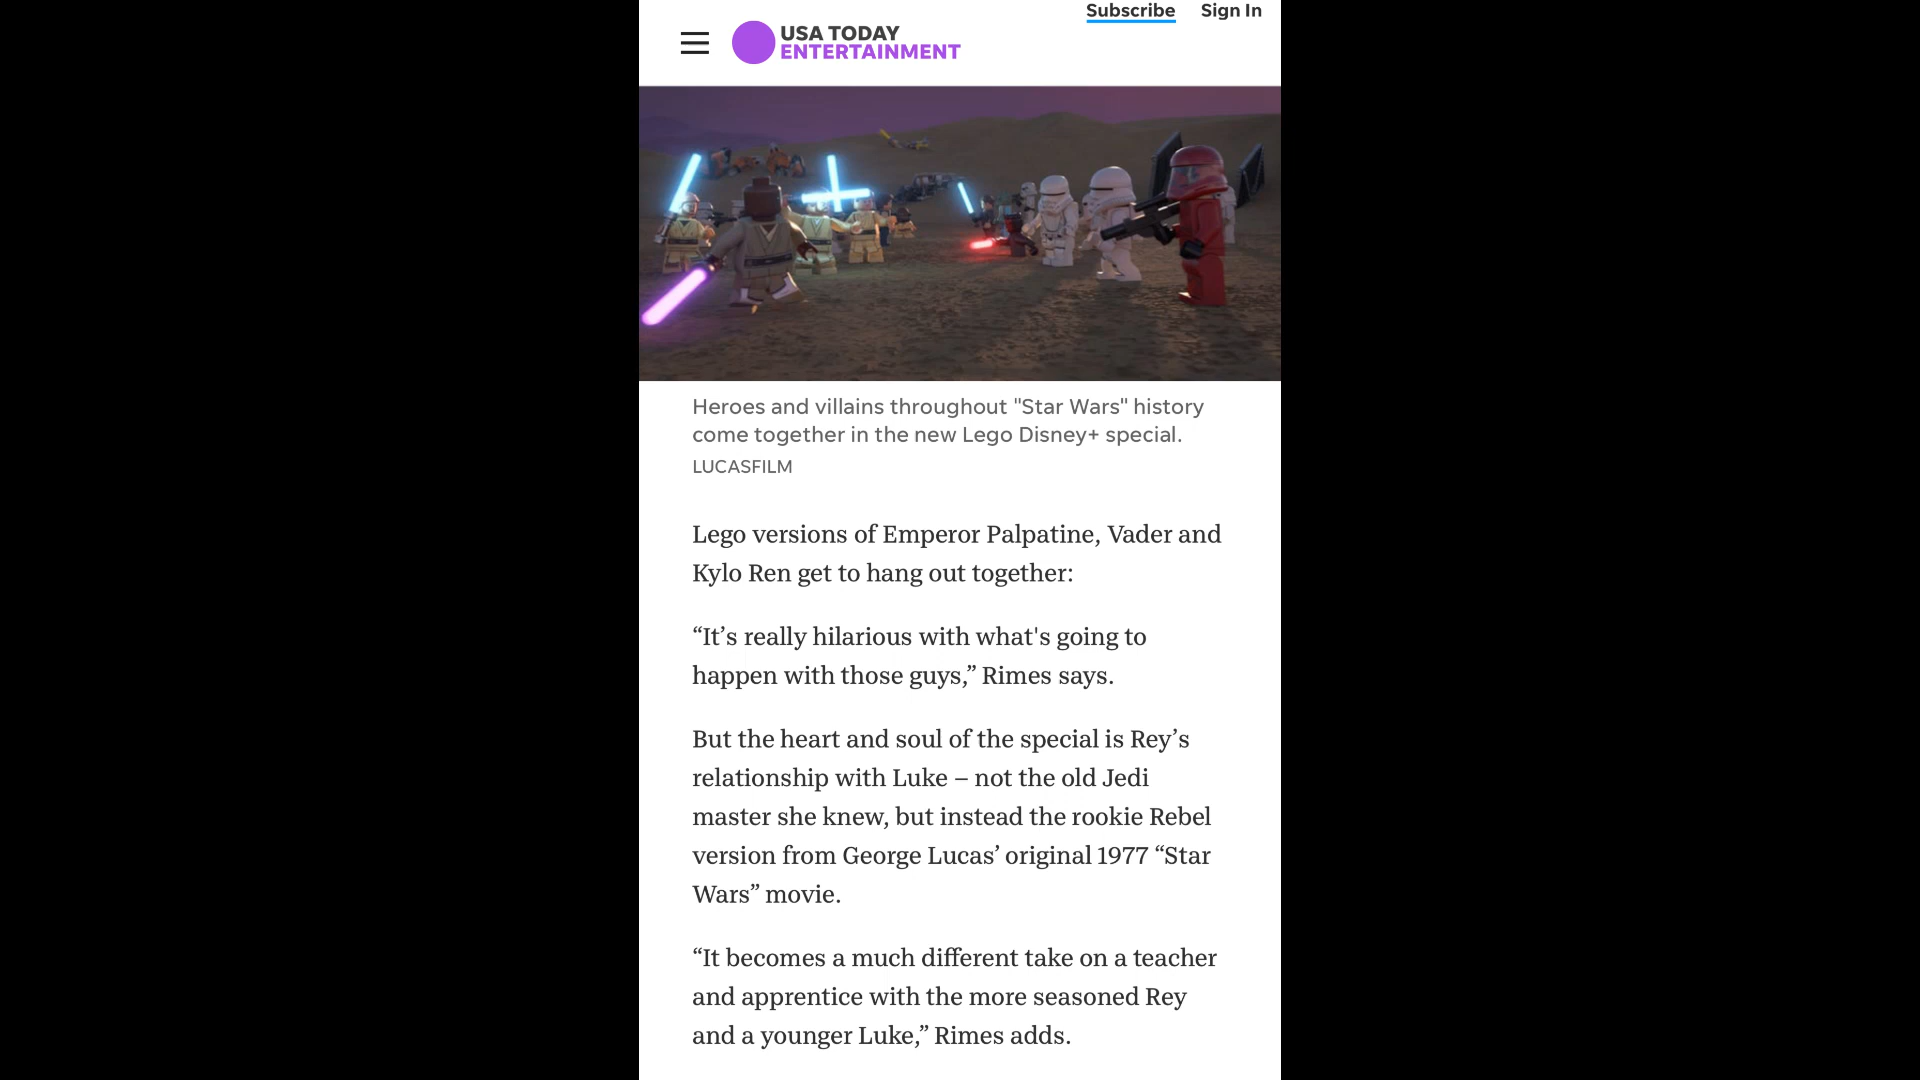 Subscribe Sign In
USA TODAY
ENTERTAINMENT
Heroes and villains throughout "Star Wars" history
come together in the new Lego Disney+ special.
LUCASFILM
Lego versions of Emperor Palpatine, Vader and
Kylo Ren get to hang out together:
“It’s really hilarious with what's going to
happen with those guys,” Rimes says.
But the heart and soul of the special is Rey’s
relationship with Luke – not the old Jedi
master she knew, but instead the rookie Rebel
version from George Lucas’ original 1977 “Star
Wars” movie.
“It becomes a much different take on a teacher
and apprentice with the more seasoned Rey
and a younger Luke,” Rimes adds.